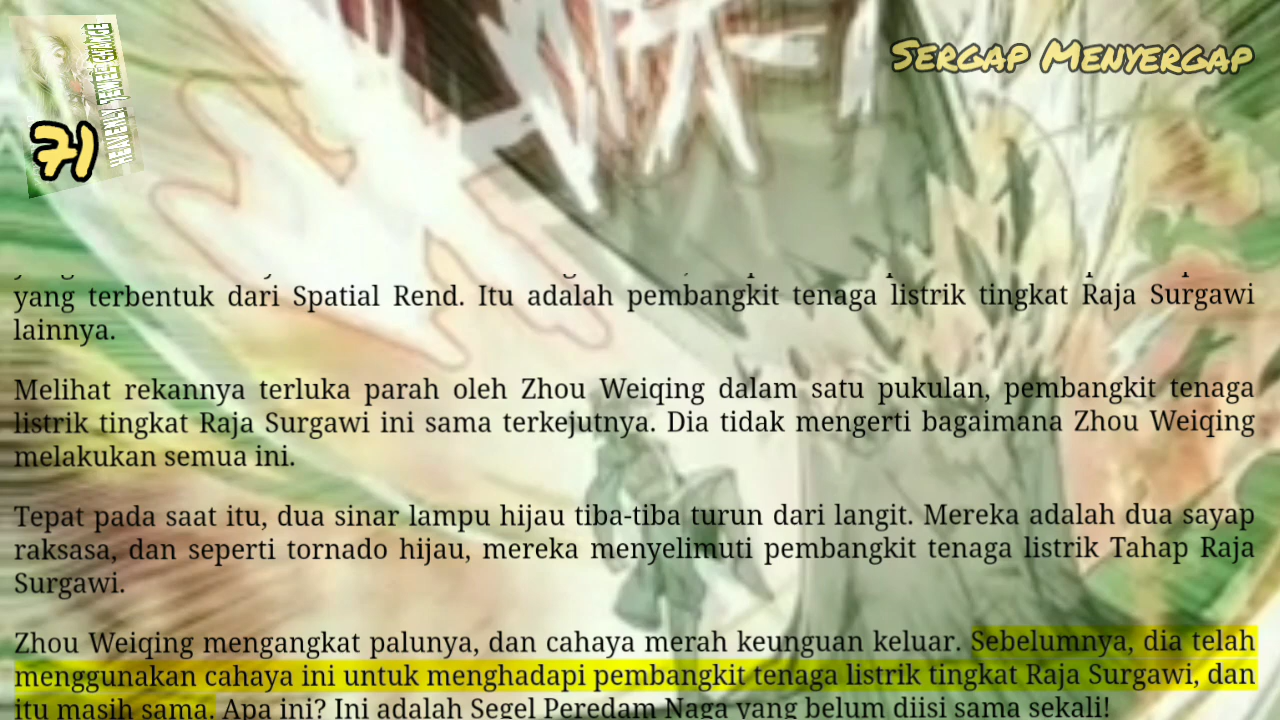 Sergap Menyergap
HEAVENLY JEWEL CHANGE
71
yang terbentuk dari Spatial Rend. Itu adalah pembangkit tenaga listrik tingkat Raja Surgawi
lainnya.
Melihat rekannya terluka parah oleh Zhou Weiqing dalam satu pukulan, pembangkit tenaga
listrik tingkat Raja Surgawi ini sama terkejutnya. Dia tidak mengerti bagaimana Zhou Weiqing
melakukan semua ini.
Tepat pada saat itu, dua sinar lampu hijau tiba-tiba turun dari langit. Mereka adalah dua sayap
raksasa, dan seperti tornado hijau, mereka menyelimuti pembangkit tenaga listrik Tahap Raja
Surgawi.
Zhou Weiqing mengangkat palunya, dan cahaya merah keunguan keluar. Sebelumnya, dia telah
menggunakan cahaya ini untuk menghadapi pembangkit tenaga listrik tingkat Raja Surgawi, dan
itu masih sama. Apa ini? Ini adalah Segel Peredam Naga yang belum diisi sama sekali!